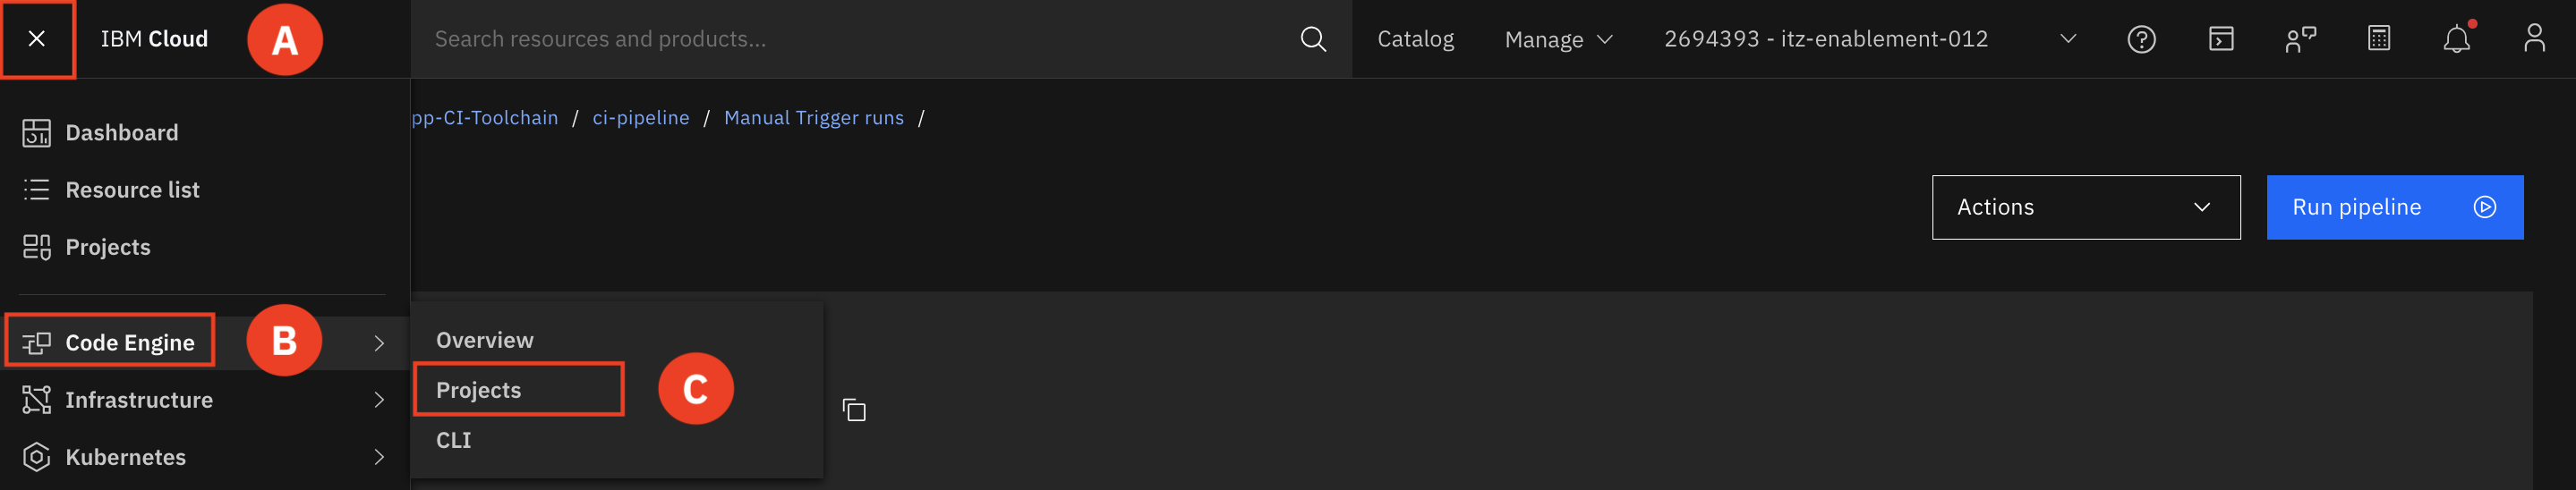 IBM Cloud
A
Search resources and products...
Catalog
Manage
2694393 - itz-enablement-012
Dashboard
Resource list
Projects
Code Engine
B
Infrastructure
Kubernetes
pp-CI-Toolchain / ci-pipeline / Manual Trigger runs /
Actions
Run pipeline
Overview
Projects
C
CLI